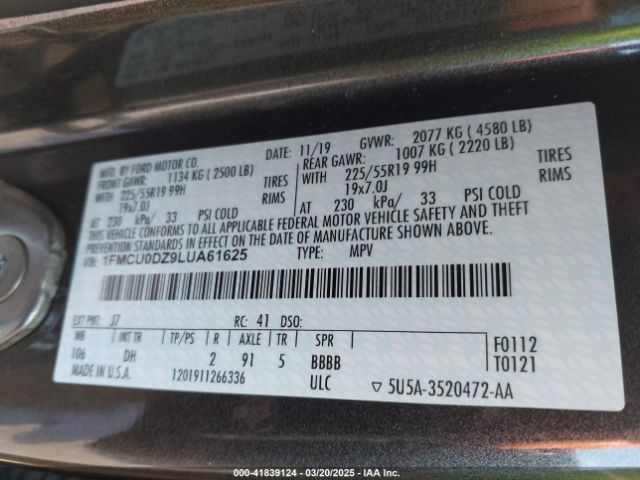 MFD. BY FORD MOTOR CO. DATE: 11/19 GVWR: 2077 KG ( 4580 LB)
FRONT GAWR: 1134 KG ( 2500 LB) REAR GAWR: 1007 KG ( 2220 LB)
WITH 225/55R19 99H TIRES WITH 225/55R19 99H TIRES
19x7.0J RIMS 19x7.0J RIMS
AT 230 kPa/ 33 PSI COLD AT 230 kPa/ 33 PSI COLD
THIS VEHICLE CONFORMS TO ALL APPLICABLE FEDERAL MOTOR VEHICLE SAFETY AND THEFT
PREVENTION STANDARDS IN EFFECT ON THE DATE OF MANUFACTURE SHOWN ABOVE.
VIN: 1FMCU0DZ9LUA61625 TYPE: MPV
EXT PNT: J7 RC: 41 DSO:
WB INT TR TP/PS R AXLE TR SPR F0112
106 DH 2 91 5 BBBB T0121
MADE IN U.S.A. 1201911266336 ULC ▽ 5U5A-3520472-AA
000-41839124 | 03/20/2025 — IAA Inc.